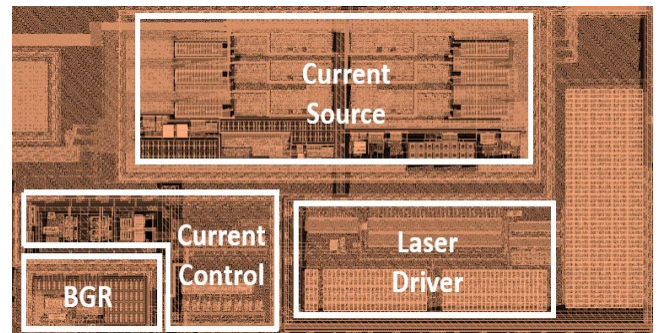 Current
Source
Current
Control
Laser
Driver
BGR